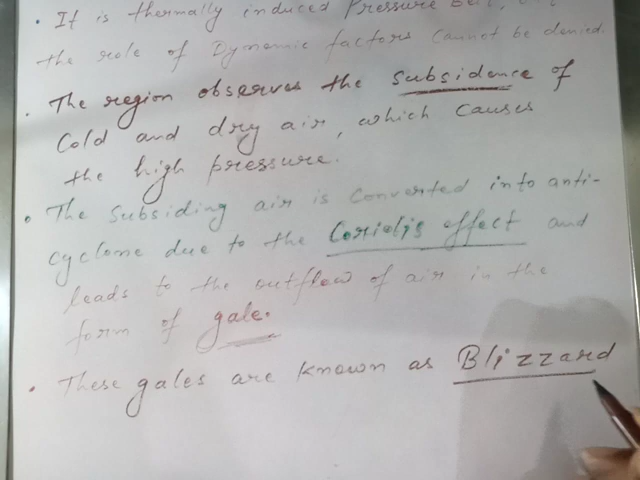 • It is thermally induced Pressure Belt,
the role of Dynamic factors Cannot be denied.
• The region observes the subsidence of
Cold and dry air, which causes
the high pressure.
• The Subsiding air is Converted into anti-
cyclone due to the Coriolis effect and
leads to the outflow of air in the
form of gale.
• These gales are known as Blizzard